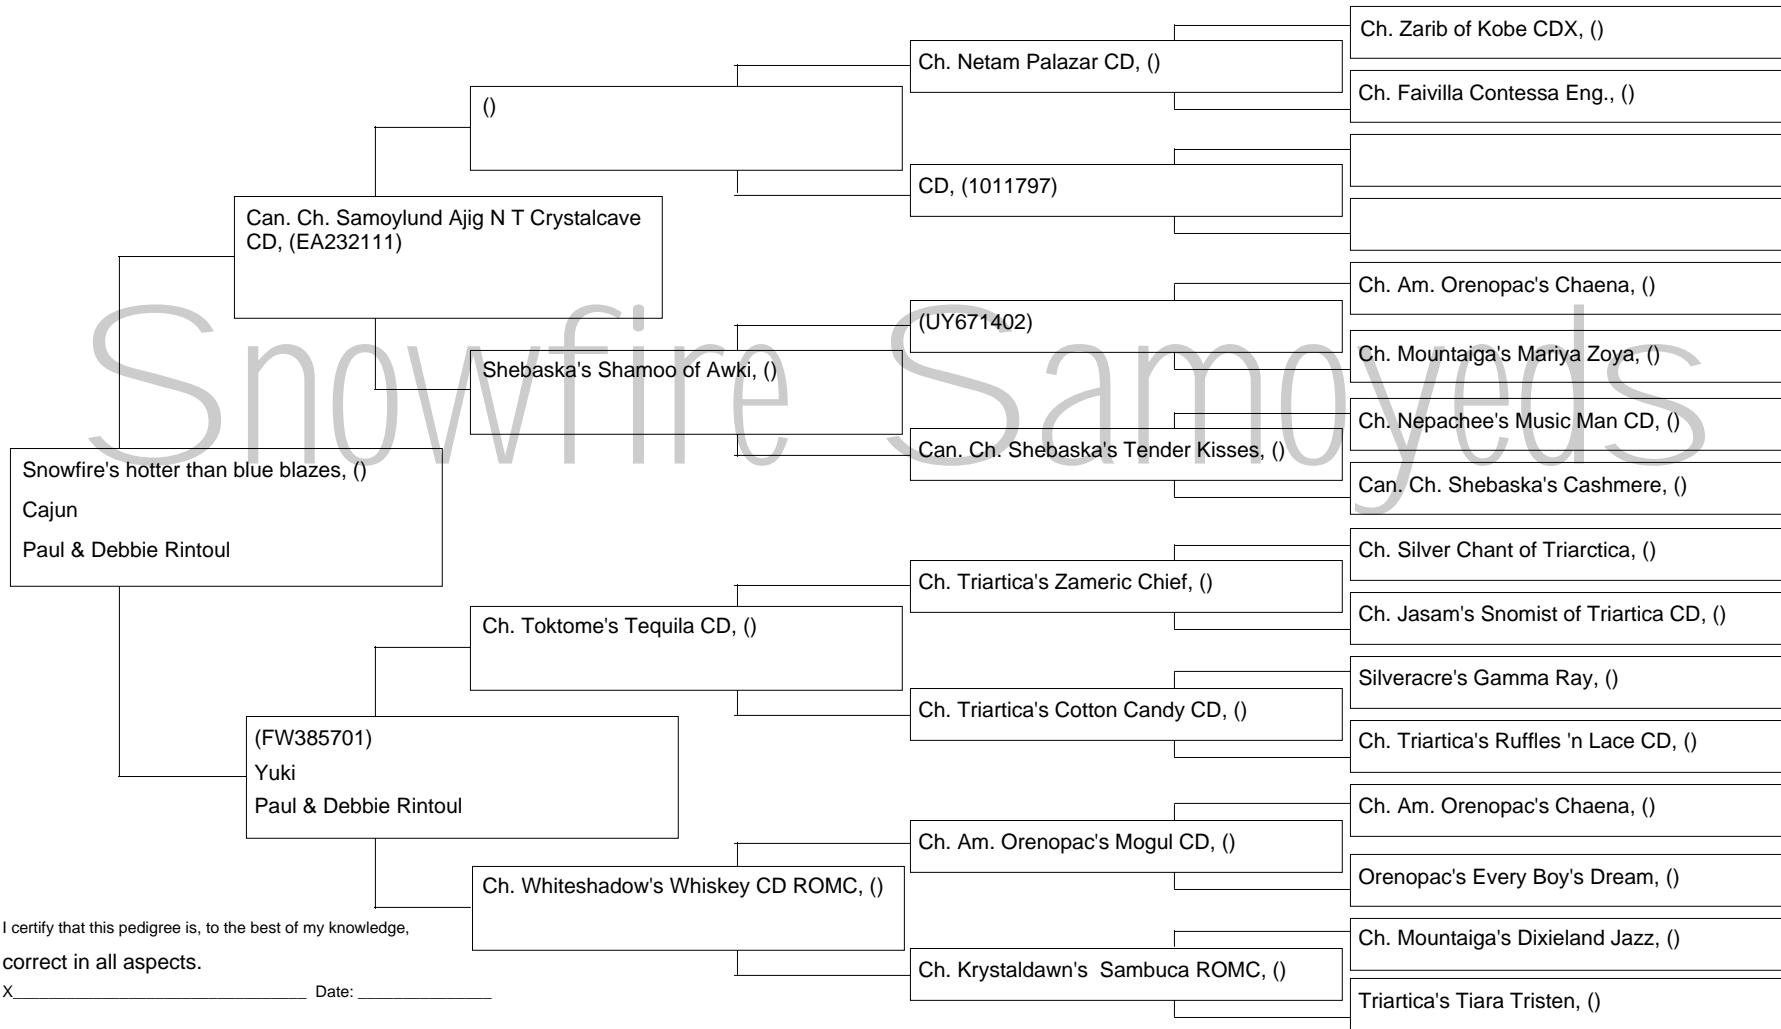 Snowfire Samoyeds
Snowfire's hotter than blue blazes, ()
Cajun
Paul & Debbie Rintoul
Can. Ch. Samoylund Ajig N T Crystalcave
CD, (EA232111)
(FW385701)
Yuki
Paul & Debbie Rintoul
()
Shebaska's Shamoo of Awki, ()
Ch. Toktome's Tequila CD, ()
Ch. Whiteshadow's Whiskey CD ROMC, ()
Ch. Netam Palazar CD, ()
CD, (1011797)
(UY671402)
Can. Ch. Shebaska's Tender Kisses, ()
Ch. Triartica's Zameric Chief, ()
Ch. Triartica's Cotton Candy CD, ()
Ch. Am. Orenopac's Mogul CD, ()
Ch. Krystaldawn's  Sambuca ROMC, ()
Ch. Zarib of Kobe CDX, ()
Ch. Faivilla Contessa Eng., ()
Ch. Am. Orenopac's Chaena, ()
Ch. Mountaiga's Mariya Zoya, ()
Ch. Nepachee's Music Man CD, ()
Can. Ch. Shebaska's Cashmere, ()
Ch. Silver Chant of Triarctica, ()
Ch. Jasam's Snomist of Triartica CD, ()
Silveracre's Gamma Ray, ()
Ch. Triartica's Ruffles 'n Lace CD, ()
Ch. Am. Orenopac's Chaena, ()
Orenopac's Every Boy's Dream, ()
Ch. Mountaiga's Dixieland Jazz, ()
Triartica's Tiara Tristen, ()
I certify that this pedigree is, to the best of my knowledge,
correct in all aspects.
X__________________________________ Date: _______________